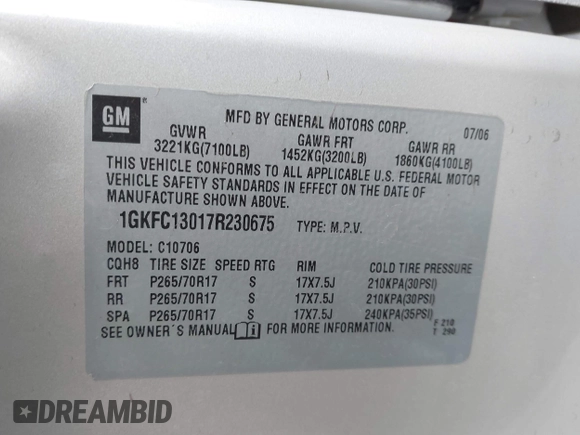 GM ® MFD BY GENERAL MOTORS CORP. 07/06
GVWR GAWR FRT GAWR RR
3221KG(7100LB) 1452KG(3200LB) 1860KG(4100LB)
THIS VEHICLE CONFORMS TO ALL APPLICABLE U.S. FEDERAL MOTOR
VEHICLE SAFETY STANDARDS IN EFFECT ON THE DATE OF
MANUFACTURE SHOWN ABOVE.
1GKFC13017R230675 TYPE: M.P.V.
MODEL: C10706
CQH8 TIRE SIZE SPEED RTG RIM COLD TIRE PRESSURE
FRT P265/70R17 S 17X7.5J 210KPA(30PSI)
RR P265/70R17 S 17X7.5J 210KPA(30PSI)
SPA P265/70R17 S 17X7.5J 240KPA(35PSI)
SEE OWNER'S MANUAL FOR MORE INFORMATION.
F 210
T 290
DREAMBID